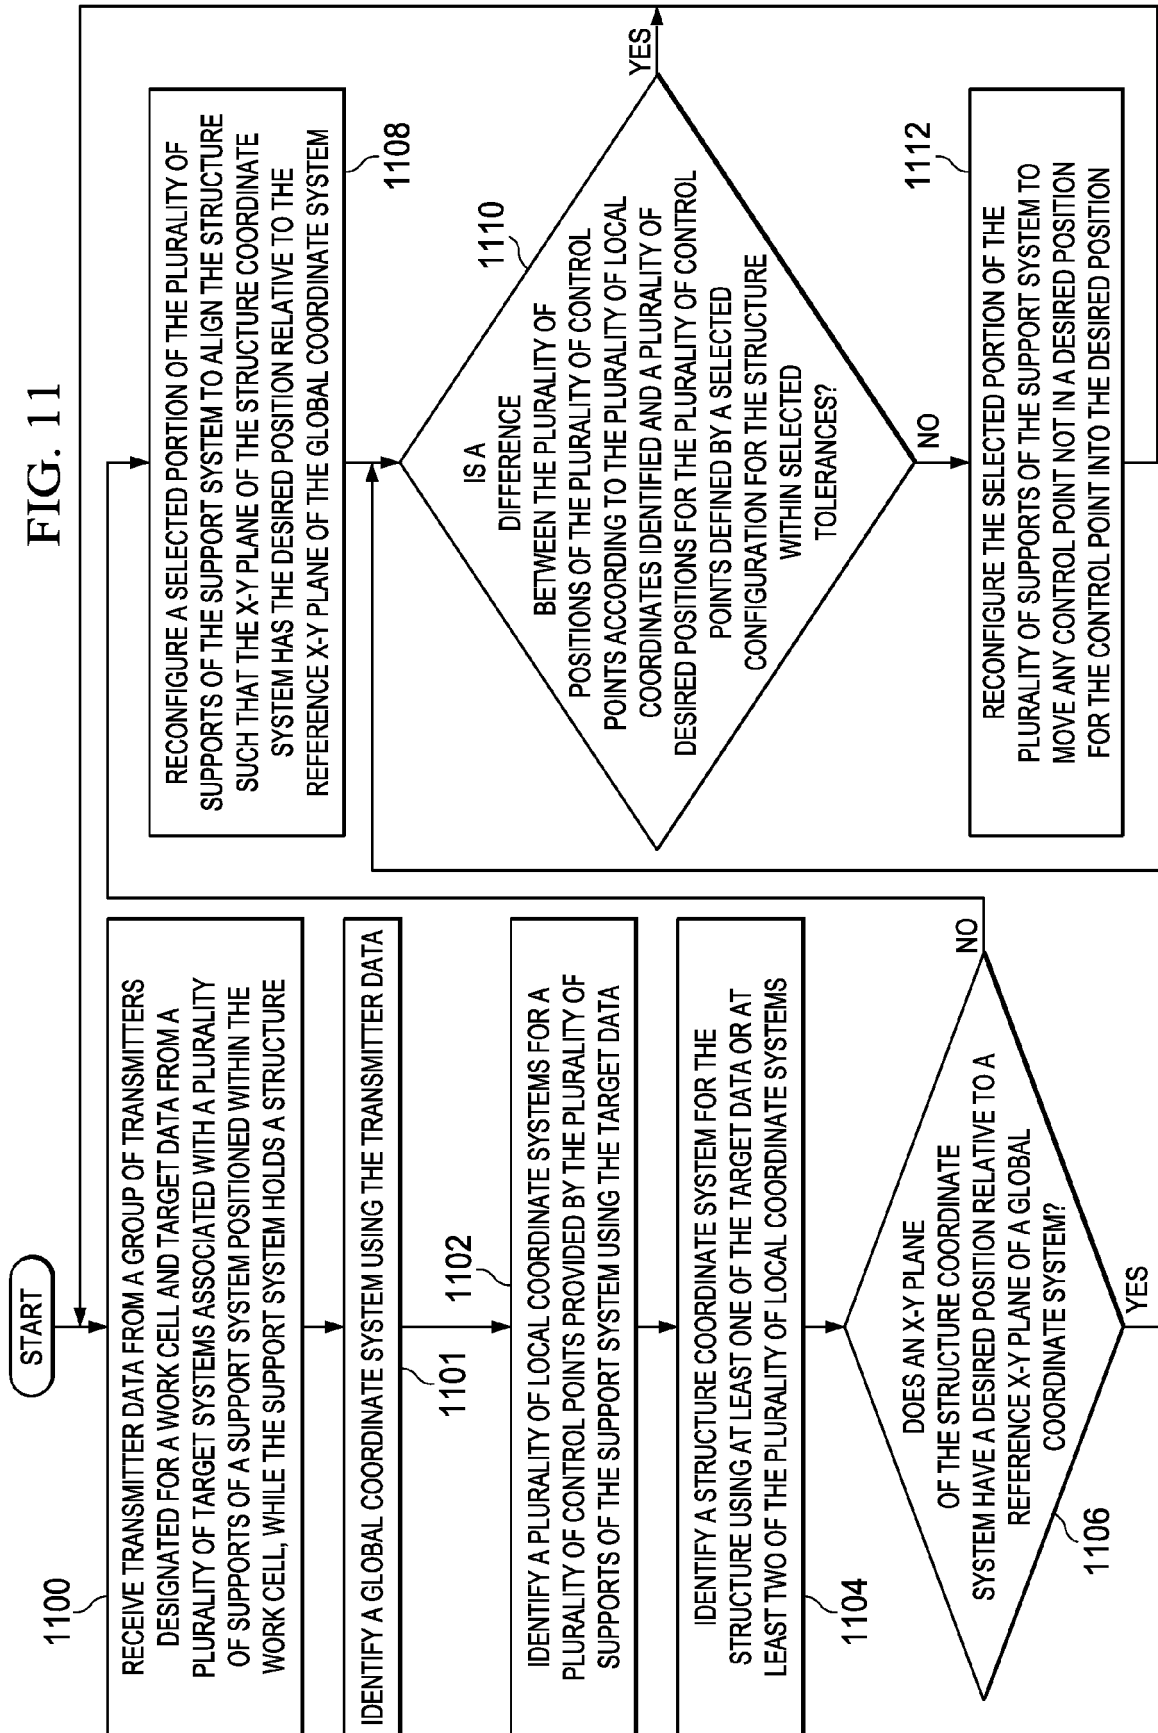 FIG. 11
START
1100
RECEIVE TRANSMITTER DATA FROM A GROUP OF TRANSMITTERS
DESIGNATED FOR A WORK CELL AND TARGET DATA FROM A
PLURALITY OF TARGET SYSTEMS ASSOCIATED WITH A PLURALITY
OF SUPPORTS OF A SUPPORT SYSTEM POSITIONED WITHIN THE
WORK CELL, WHILE THE SUPPORT SYSTEM HOLDS A STRUCTURE
IDENTIFY A GLOBAL COORDINATE SYSTEM USING THE TRANSMITTER DATA
1101
1102
IDENTIFY A PLURALITY OF LOCAL COORDINATE SYSTEMS FOR A
PLURALITY OF CONTROL POINTS PROVIDED BY THE PLURALITY OF
SUPPORTS OF THE SUPPORT SYSTEM USING THE TARGET DATA
IDENTIFY A STRUCTURE COORDINATE SYSTEM FOR THE
STRUCTURE USING AT LEAST ONE OF THE TARGET DATA OR AT
LEAST TWO OF THE PLURALITY OF LOCAL COORDINATE SYSTEMS
1104
DOES AN X-Y PLANE
OF THE STRUCTURE COORDINATE
SYSTEM HAVE A DESIRED POSITION RELATIVE TO A
REFERENCE X-Y PLANE OF A GLOBAL
COORDINATE SYSTEM?
1106
NO
YES
RECONFIGURE A SELECTED PORTION OF THE PLURALITY OF
SUPPORTS OF THE SUPPORT SYSTEM TO ALIGN THE STRUCTURE
SUCH THAT THE X-Y PLANE OF THE STRUCTURE COORDINATE
SYSTEM HAS THE DESIRED POSITION RELATIVE TO THE
REFERENCE X-Y PLANE OF THE GLOBAL COORDINATE SYSTEM
1108
1110
IS A
DIFFERENCE
BETWEEN THE PLURALITY OF
POSITIONS OF THE PLURALITY OF CONTROL
POINTS ACCORDING TO THE PLURALITY OF LOCAL
COORDINATES IDENTIFIED AND A PLURALITY OF
DESIRED POSITIONS FOR THE PLURALITY OF CONTROL
POINTS DEFINED BY A SELECTED
CONFIGURATION FOR THE STRUCTURE
WITHIN SELECTED
TOLERANCES?
YES
NO
1112
RECONFIGURE THE SELECTED PORTION OF THE
PLURALITY OF SUPPORTS OF THE SUPPORT SYSTEM TO
MOVE ANY CONTROL POINT NOT IN A DESIRED POSITION
FOR THE CONTROL POINT INTO THE DESIRED POSITION